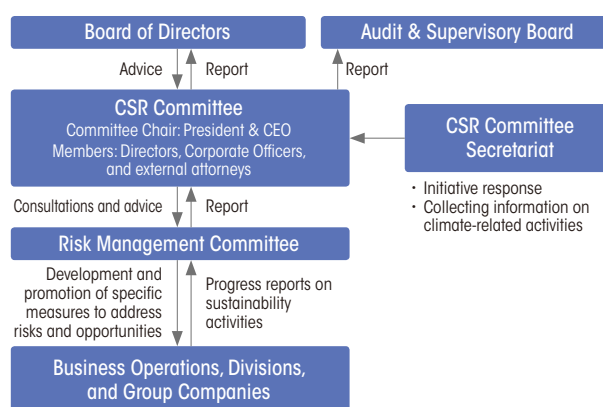 Board of Directors
Audit & Supervisory Board
Advice
Report
Report
CSR Committee
Committee Chair: President & CEO
Members: Directors, Corporate Officers,
and external attorneys
CSR Committee
Secretariat
• Initiative response
• Collecting information on
climate-related activities
Consultations and advice
Report
Risk Management Committee
Development and
promotion of specific
measures to address
risks and opportunities
Progress reports on
sustainability
activities
Business Operations, Divisions,
and Group Companies